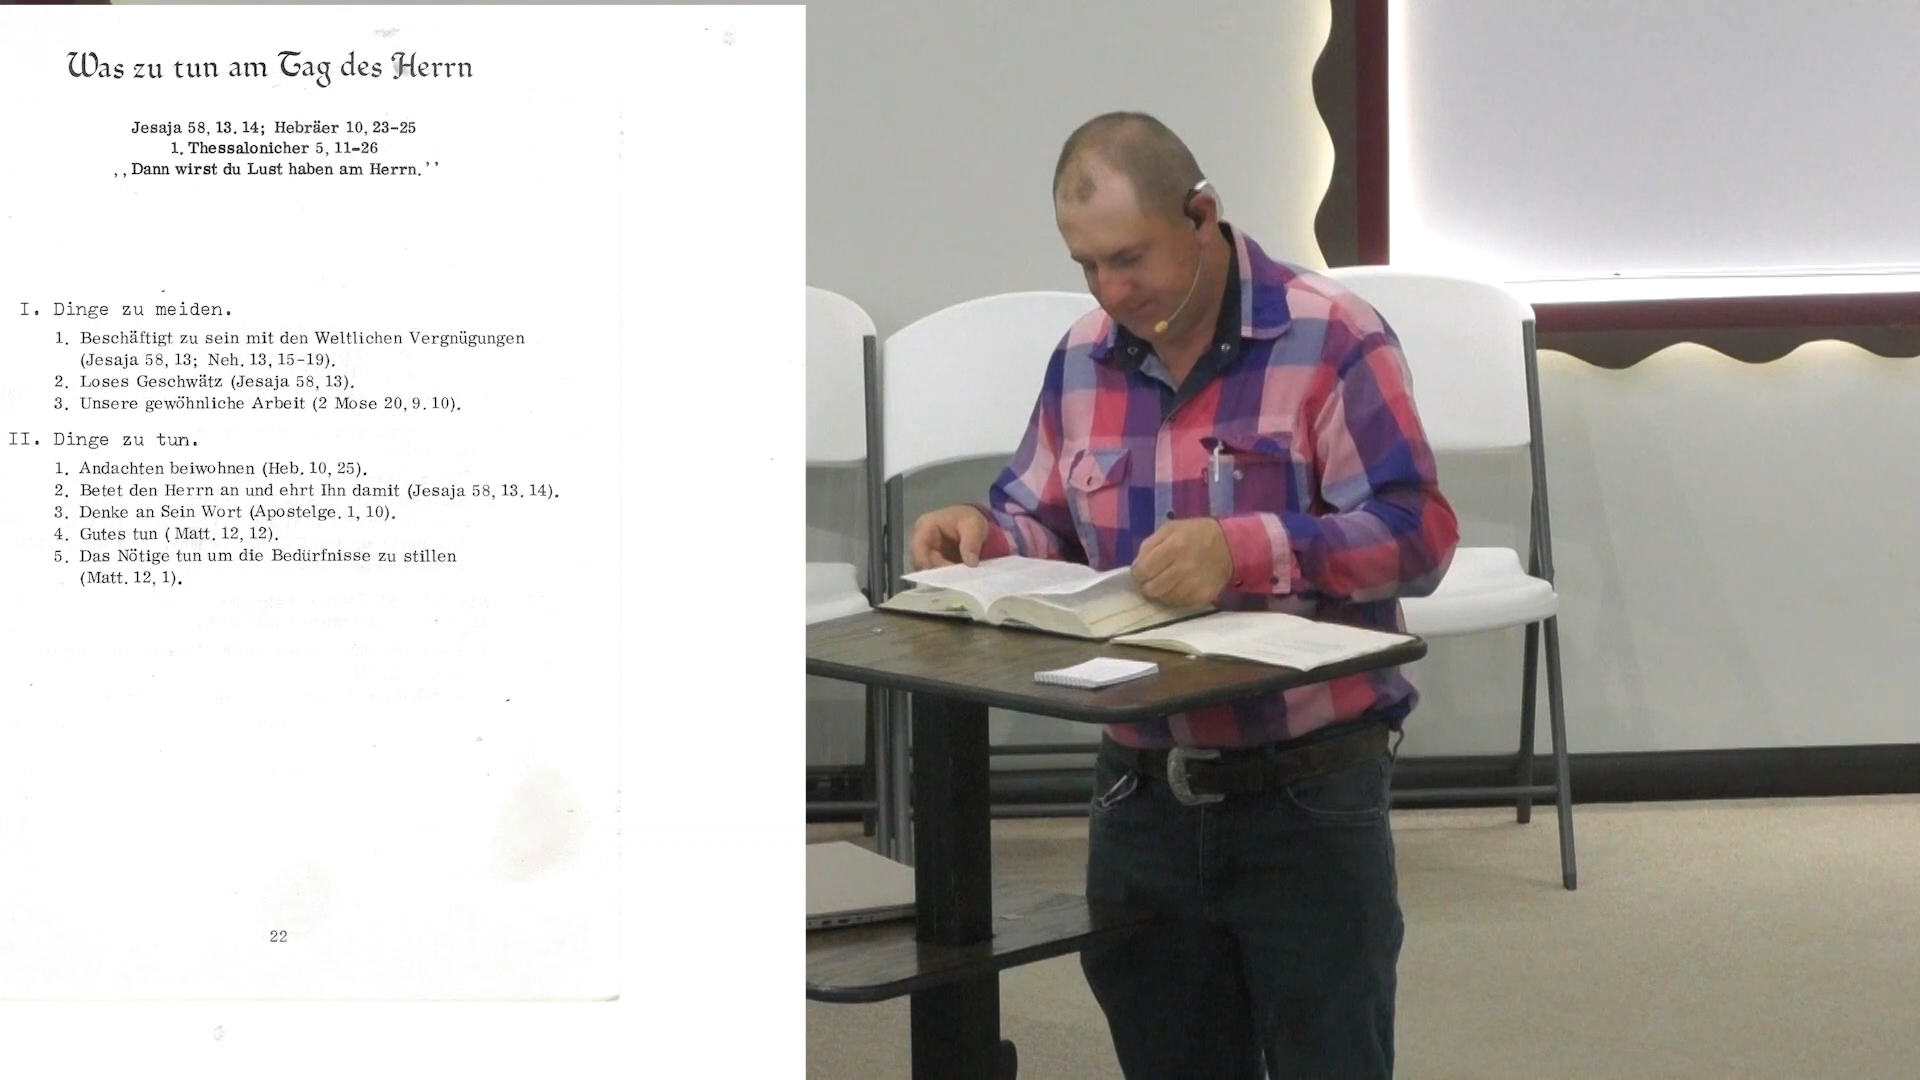 Was zu tun am Tag des Herrn
Jesaja 58, 13. 14; Hebräer 10, 23-25
1. Thessalonicher 5, 11-26
,,Dann wirst du Lust haben am Herrn.’’
I. Dinge zu meiden.
1. Beschäftigt zu sein mit den Weltlichen Vergnügungen
(Jesaja 58, 13; Neh. 13, 15-19).
2. Loses Geschwätz (Jesaja 58, 13).
3. Unsere gewöhnliche Arbeit (2 Mose 20, 9. 10).
II. Dinge zu tun.
1. Andachten beiwohnen (Heb. 10, 25).
2. Betet den Herrn an und ehrt Ihn damit (Jesaja 58, 13. 14).
3. Denke an Sein Wort (Apostelge. 1, 10).
4. Gutes tun ( Matt. 12, 12).
5. Das Nötige tun um die Bedürfnisse zu stillen
(Matt. 12, 1).
22